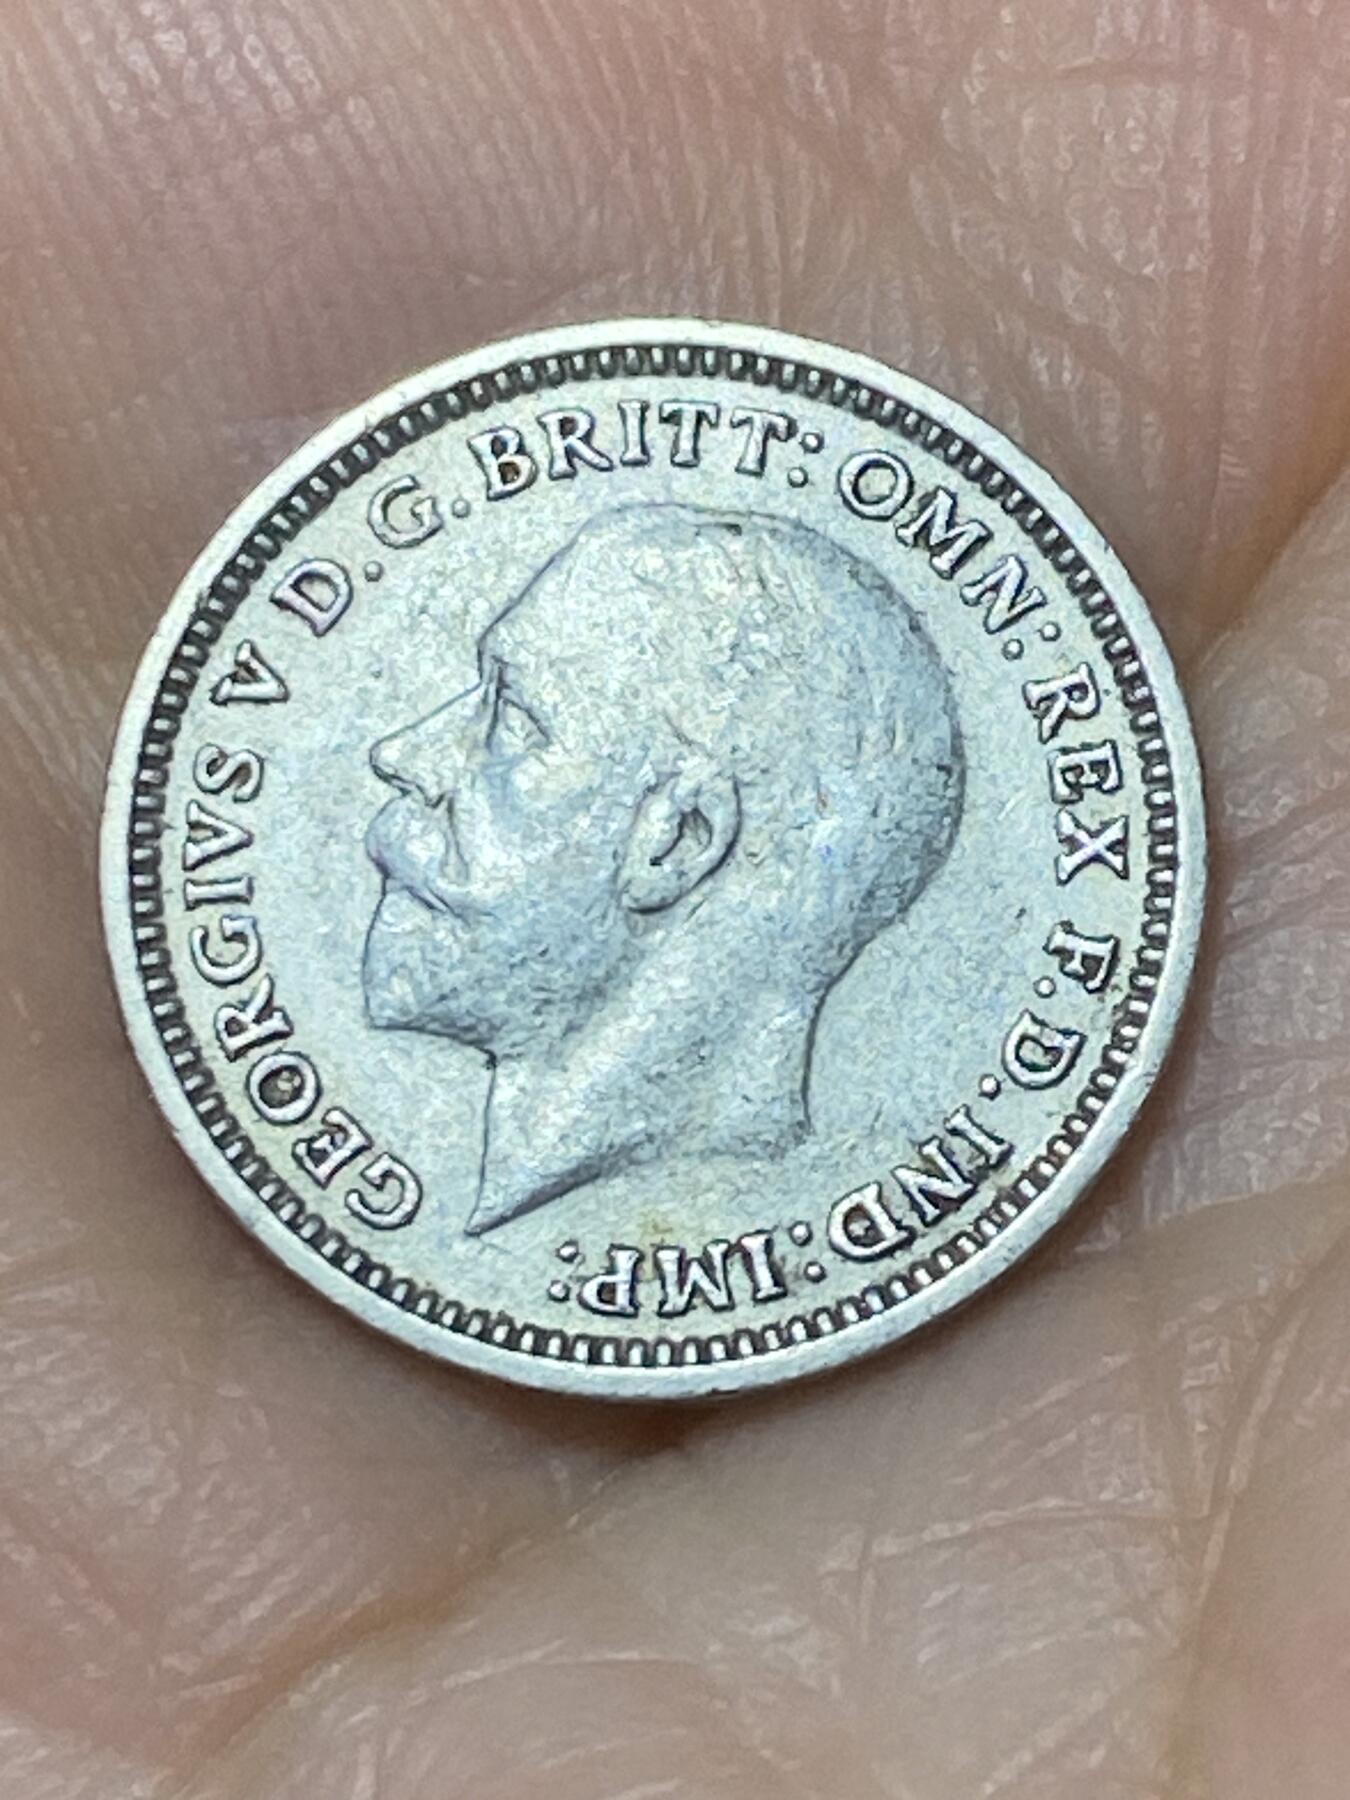 GEORGIVS V D.G.BRITT: OMN: REX F.D.IND:IMP: